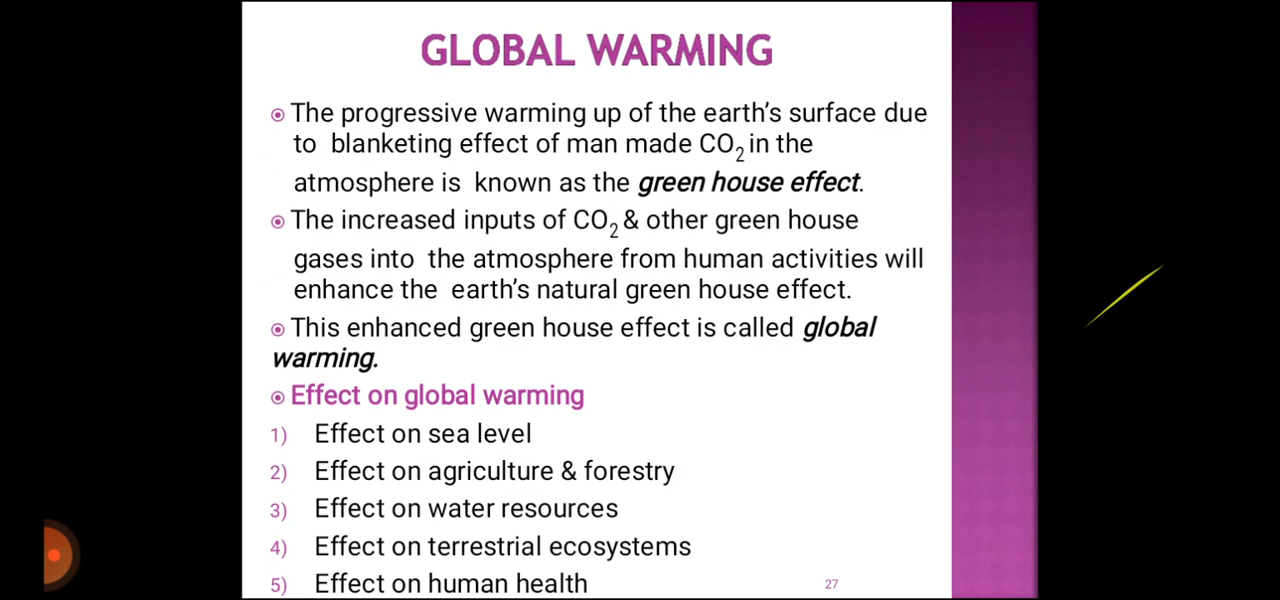 GLOBAL WARMING
The progressive warming up of the earth's surface due
to blanketing effect of man made CO₂ in the
atmosphere is known as the green house effect.
The increased inputs of CO₂ & other green house
gases into the atmosphere from human activities will
enhance the earth's natural green house effect.
This enhanced green house effect is called global
warming.
Effect on global warming
1) Effect on sea level
2) Effect on agriculture & forestry
3) Effect on water resources
4) Effect on terrestrial ecosystems
5) Effect on human health
27